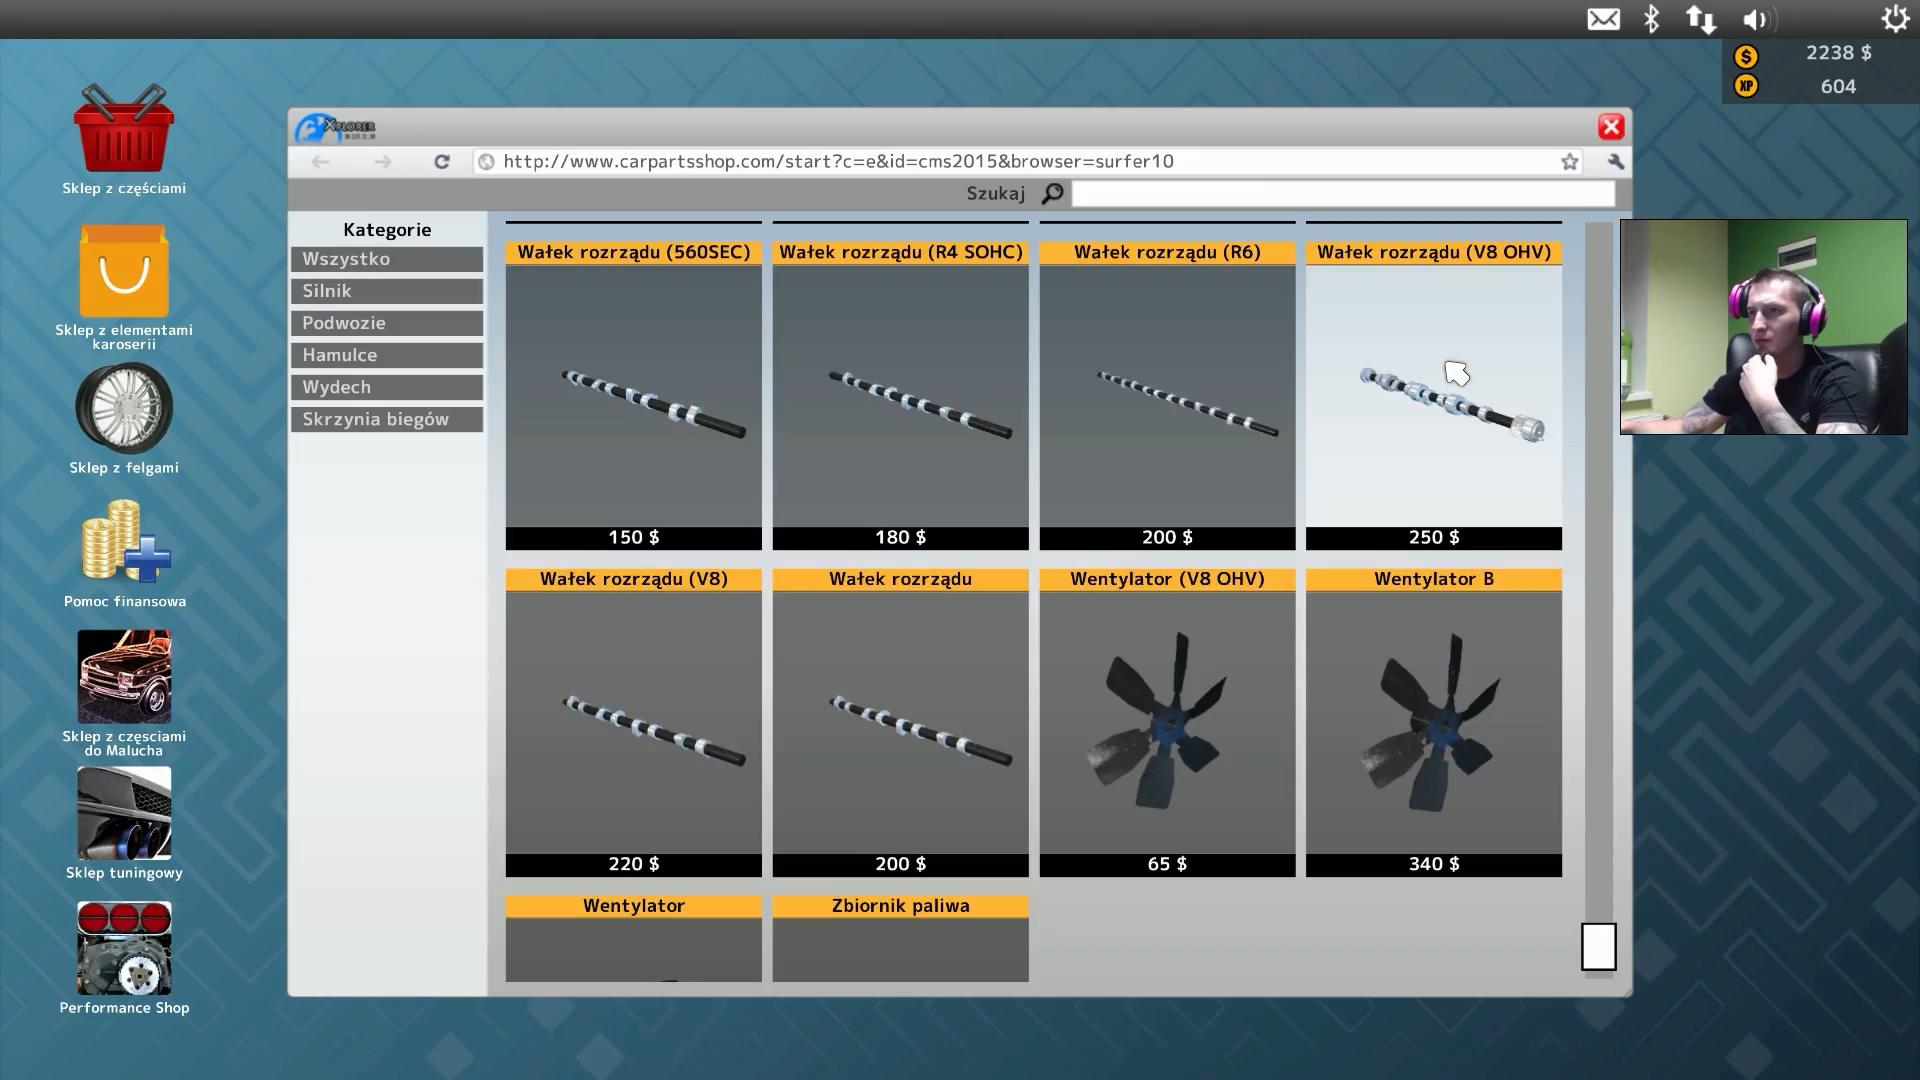 2238 $
XP
604
Sklep z częściami
Sklep z elementami
karoserii
Sklep z felgami
Pomoc finansowa
Sklep z częsciami
do Malucha
Sklep tuningowy
Performance Shop
XPLORER
http://www.carpartsshop.com/start?c=e&id=cms2015&browser=surfer10
Szukaj
Kategorie
Wszystko
Silnik
Podwozie
Hamulce
Wydech
Skrzynia biegów
Wałek rozrządu (560SEC)
Wałek rozrządu (R4 SOHC)
Wałek rozrządu (R6)
Wałek rozrządu (V8 OHV)
150 $
180 $
200 $
250 $
Wałek rozrządu (V8)
Wałek rozrządu
Wentylator (V8 OHV)
Wentylator B
220 $
200 $
65 $
340 $
Wentylator
Zbiornik paliwa